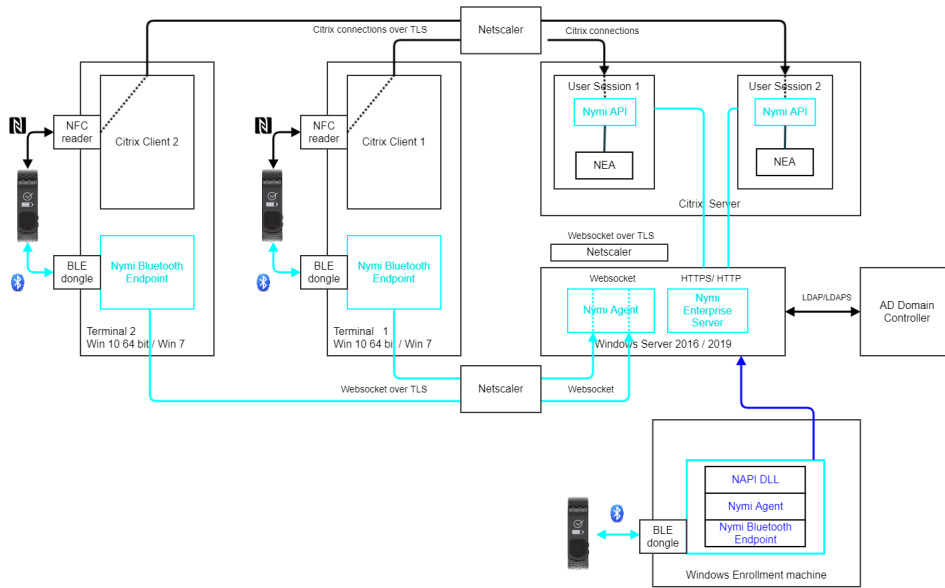 Citrix connections over TLS
Netscaler
Citrix connections
NFC
reader
Citrix Client 2
NFC
reader
Citrix Client 1
User Session 1
Nymi API
NEA
User Session 2
Nymi API
NEA
Citrix Server
BLE
dongle
Nymi Bluetooth
Endpoint
Terminal 2
Win 10 64 bit / Win 7
BLE
dongle
Nymi Bluetooth
Endpoint
Terminal 1
Win 10 64 bit / Win 7
Websocket over TLS
Netscaler
Websocket
HTTPS/ HTTP
Nymi Agent
Nymi
Enterprise
Server
Windows Server 2016 / 2019
LDAP/LDAPS
AD Domain
Controller
Websocket over TLS
Netscaler
Websocket
NAPI DLL
Nymi Agent
Nymi Bluetooth
Endpoint
BLE
dongle
Windows Enrollment machine